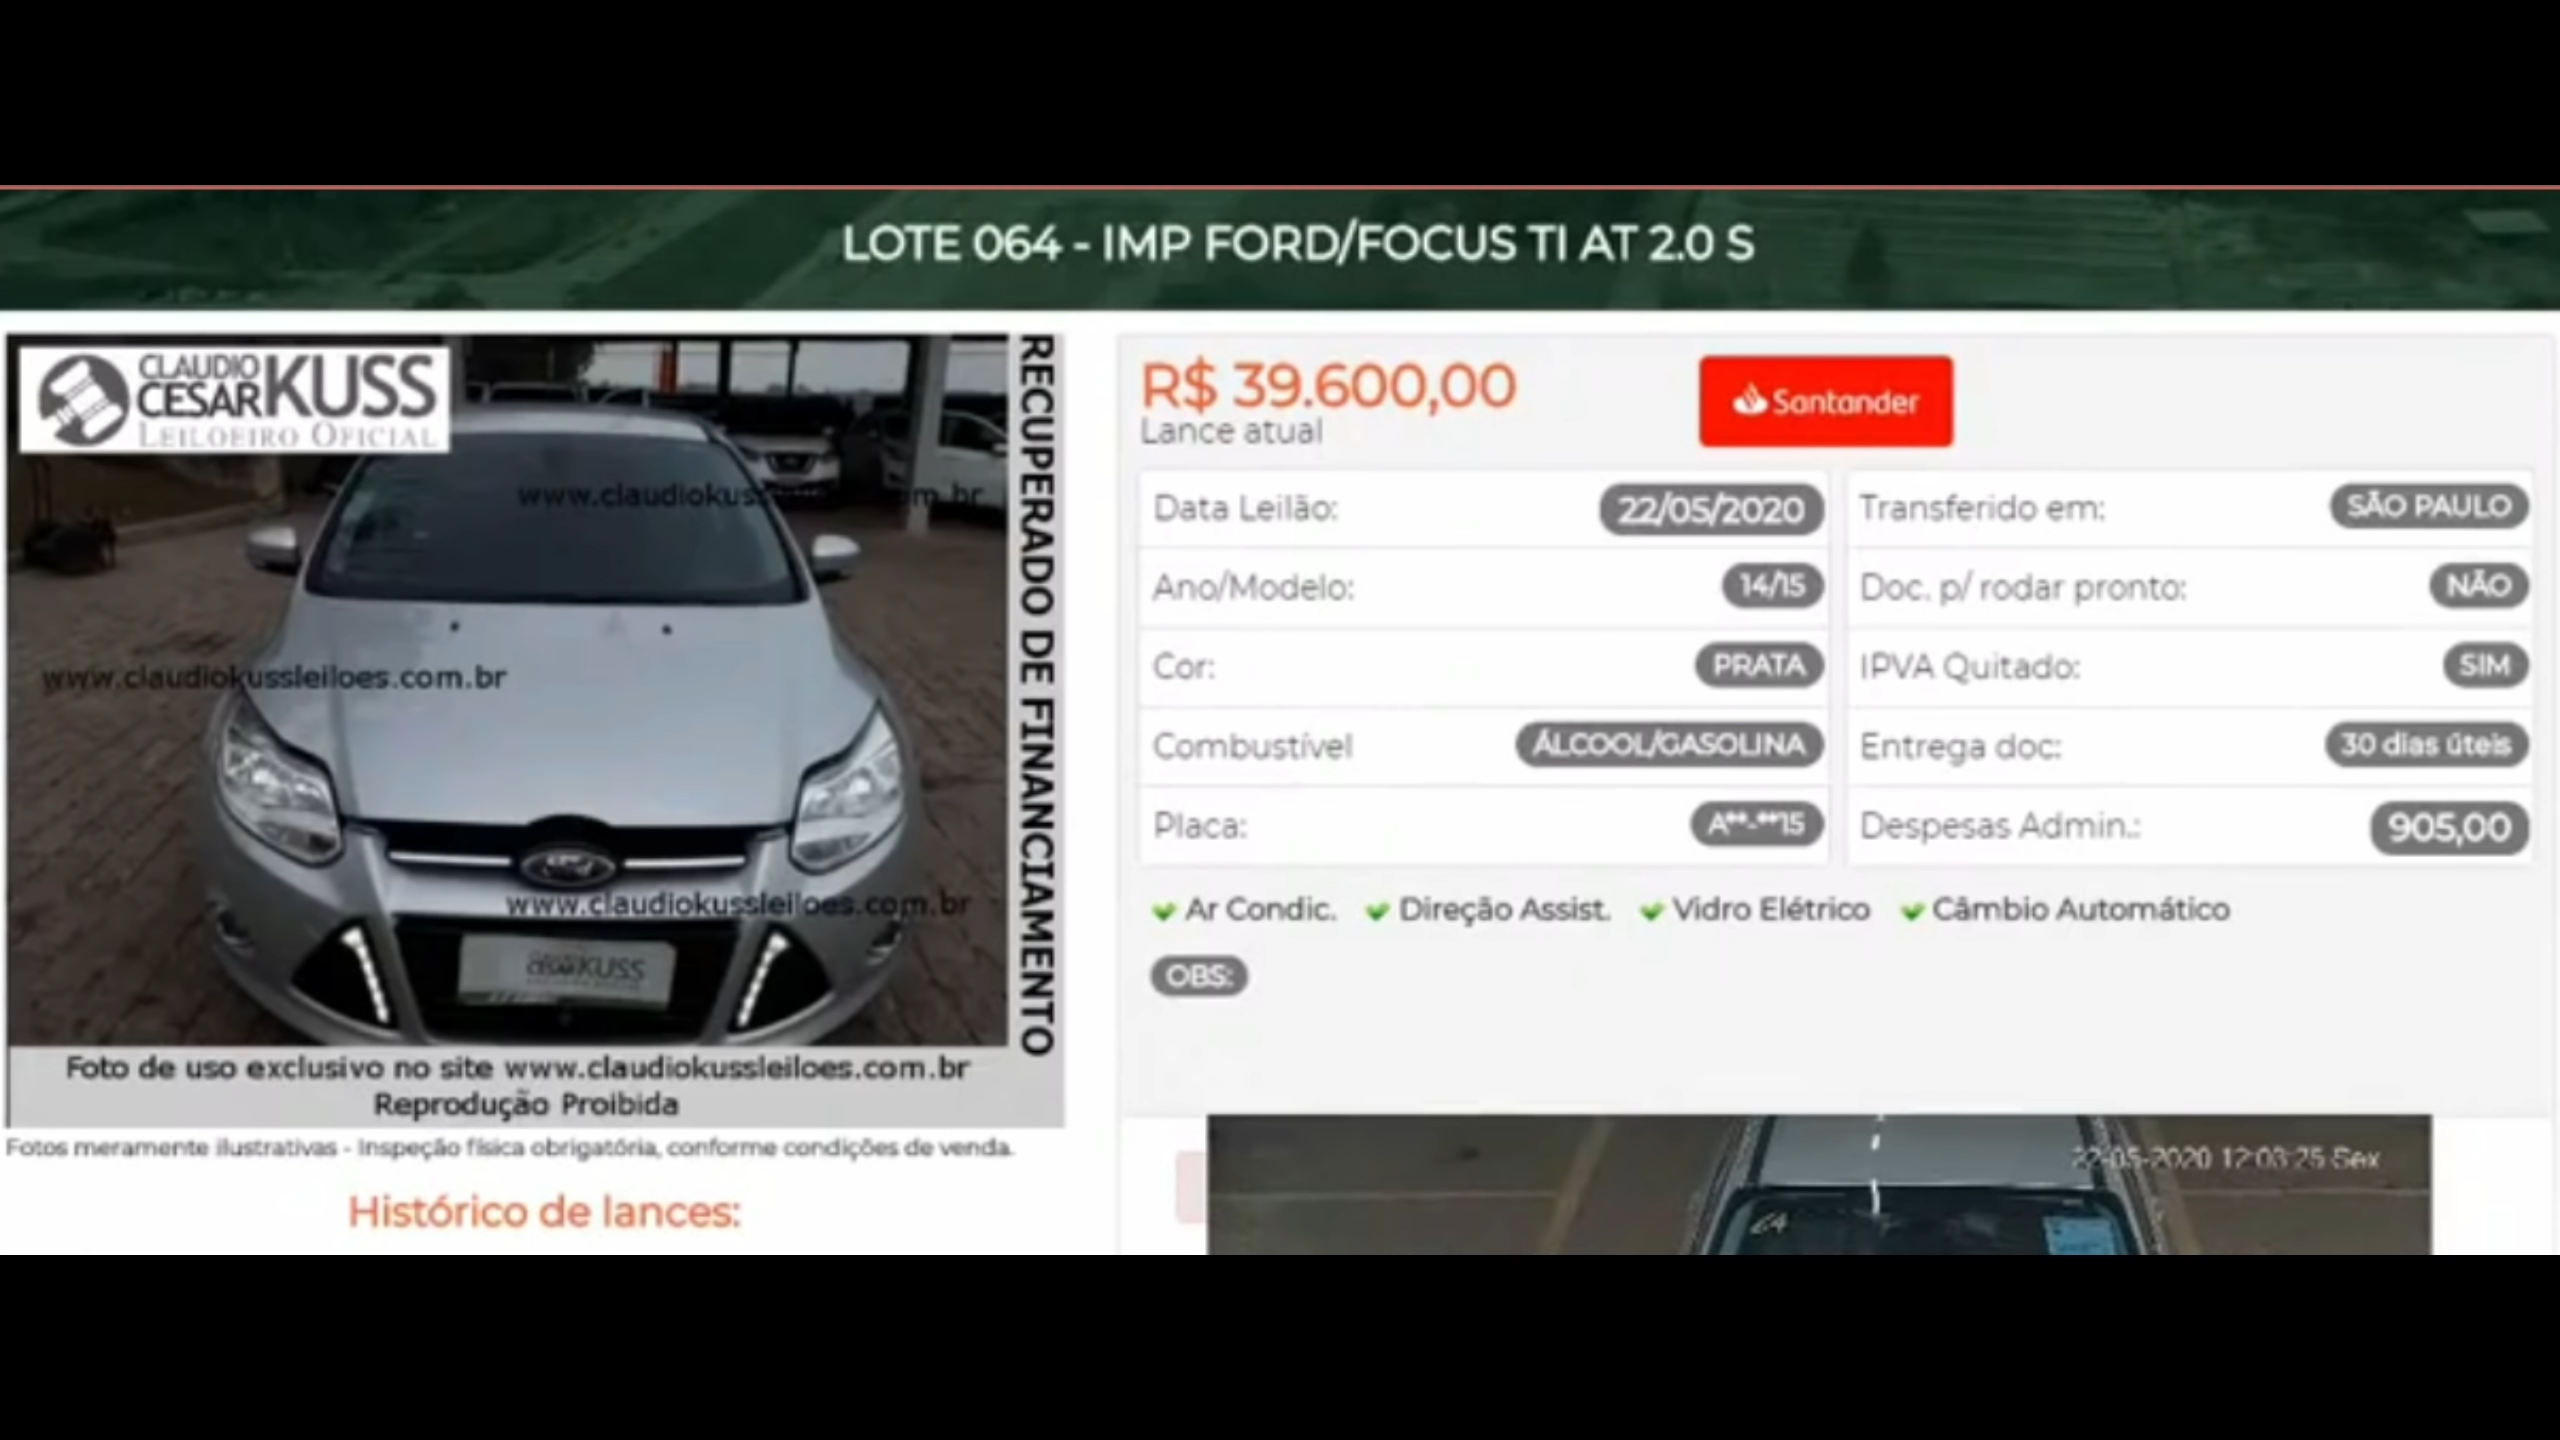 LOTE 064 - IMP FORD/FOCUS TI AT 2.0 S
CLAUDIO CESAR KUSS
LEILOEIRO OFICIAL
RECUPERADO DE FINANCIAMENTO
www.claudiokussleiloes.com.br
www.claudiokussleiloes.com.br
KUSS
Foto de uso exclusivo no site www.claudiokussleiloes.com.br
Reprodução Proibida
Fotos meramente ilustrativas - Inspeção física obrigatória, conforme condições de venda.
Histórico de lances:
R$ 39.600,00
Lance atual
Santander
Data Leilão: 22/05/2020
Ano/Modelo: 14/15
Cor: PRATA
Combustível ÁLCOOL/GASOLINA
Placa: A**-**15
Transferido em: SÃO PAULO
Doc. p/ rodar pronto: NÃO
IPVA Quitado: SIM
Entrega doc: 30 dias úteis
Despesas Admin.: 905,00
Ar Condic. Direção Assist. Vidro Elétrico Câmbio Automático
OBS:
22-05-2020 12:03:25 Sex
64